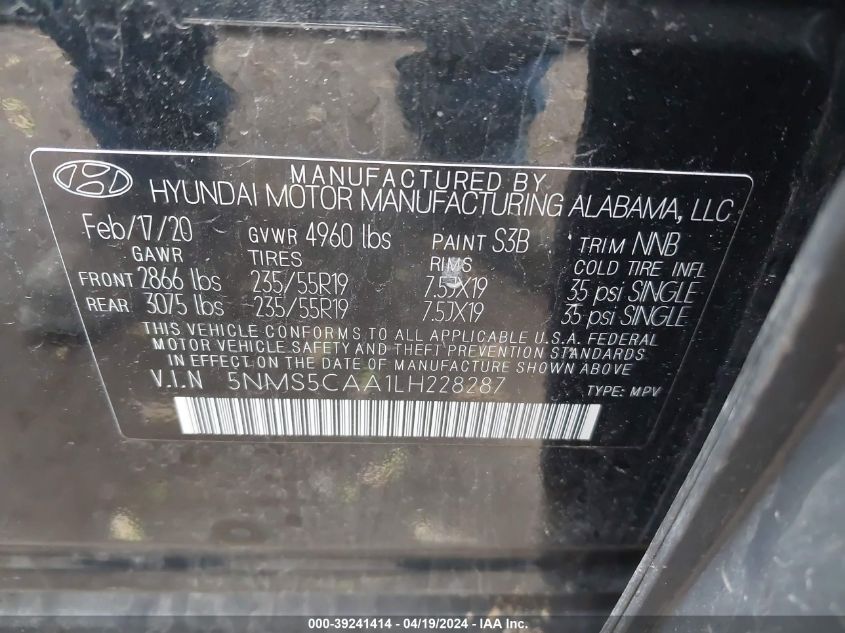 MANUFACTURED BY
HYUNDAI MOTOR MANUFACTURING ALABAMA, LLC
Feb/17/20 GVWR 4960 lbs PAINT S3B TRIM NNB
GAWR TIRES RIMS COLD TIRE INFL
FRONT 2866 lbs 235/55R19 7.5JX19 35 psi SINGLE
REAR 3075 lbs 235/55R19 7.5JX19 35 psi SINGLE
THIS VEHICLE CONFORMS TO ALL APPLICABLE U.S.A. FEDERAL
MOTOR VEHICLE SAFETY AND THEFT PREVENTION STANDARDS
IN EFFECT ON THE DATE OF MANUFACTURE SHOWN ABOVE
V.I.N 5NMS5CAA1LH228287 TYPE: MPV
000-39241414 - 04/19/2024 - IAA Inc.